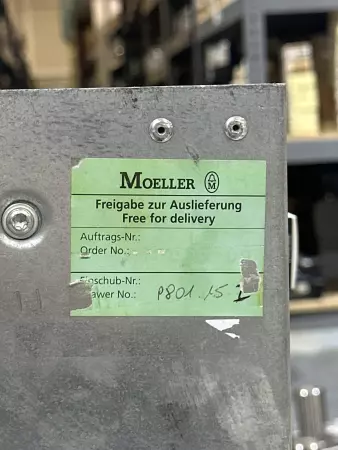 MOELLER
Freigabe zur Auslieferung
Free for delivery
Auftrags-Nr.:
Order No.:
schub-Nr.:
awer No.: P801.15